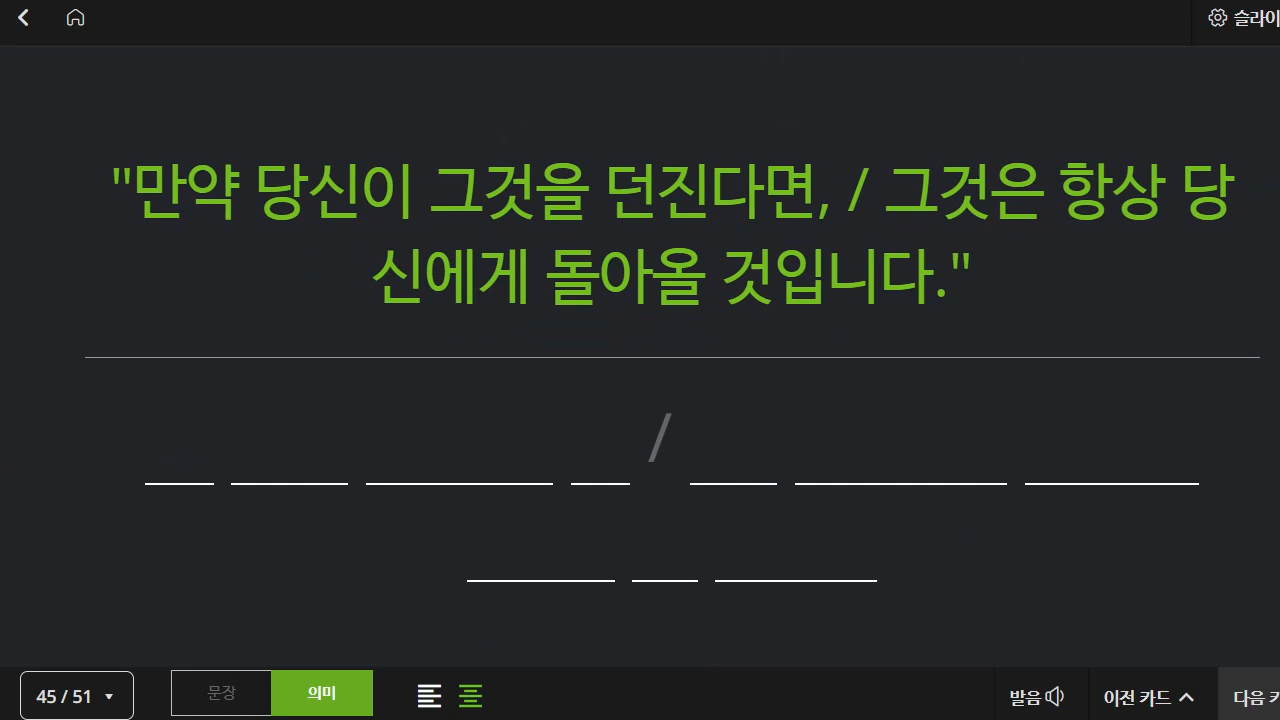 슬라이
"만약 당신이 그것을 던진다면, / 그것은 항상 당
신에게 돌아올 것입니다."
/
45 / 51
문장
의미
발음
이전 카드
다음